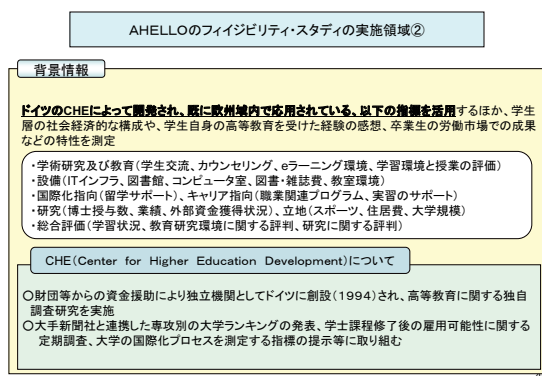 AHELLOのフィイジビリティ・スタディの実施領域②
背景情報
ドイツのCHEによって開発され、既に欧州域内で応用されている、以下の指標を活用するほか、学生
層の社会経済的な構成や、学生自身の高等教育を受けた経験の感想、卒業生の労働市場での成果
などの特性を測定
・学術研究及び教育(学生交流、カウンセリング、eラーニング環境、学習環境と授業の評価)
・設備(ITインフラ、図書館、コンピュータ室、図書・雑誌費、教室環境)
・国際化指向(留学サポート)、キャリア指向(職業関連プログラム、実習のサポート)
・研究(博士授与数、業績、外部資金獲得状況)、立地(スポーツ、住居費、大学規模)
・総合評価(学習状況、教育研究環境に関する評判、研究に関する評判)
CHE(Center for Higher Education Development)について
○財団等からの資金援助により独立機関としてドイツに創設(1994)され、高等教育に関する独自
調査研究を実施
○大手新聞社と連携した専攻別の大学ランキングの発表、学士課程修了後の雇用可能性に関する
定期調査、大学の国際化プロセスを測定する指標の提示等に取り組む